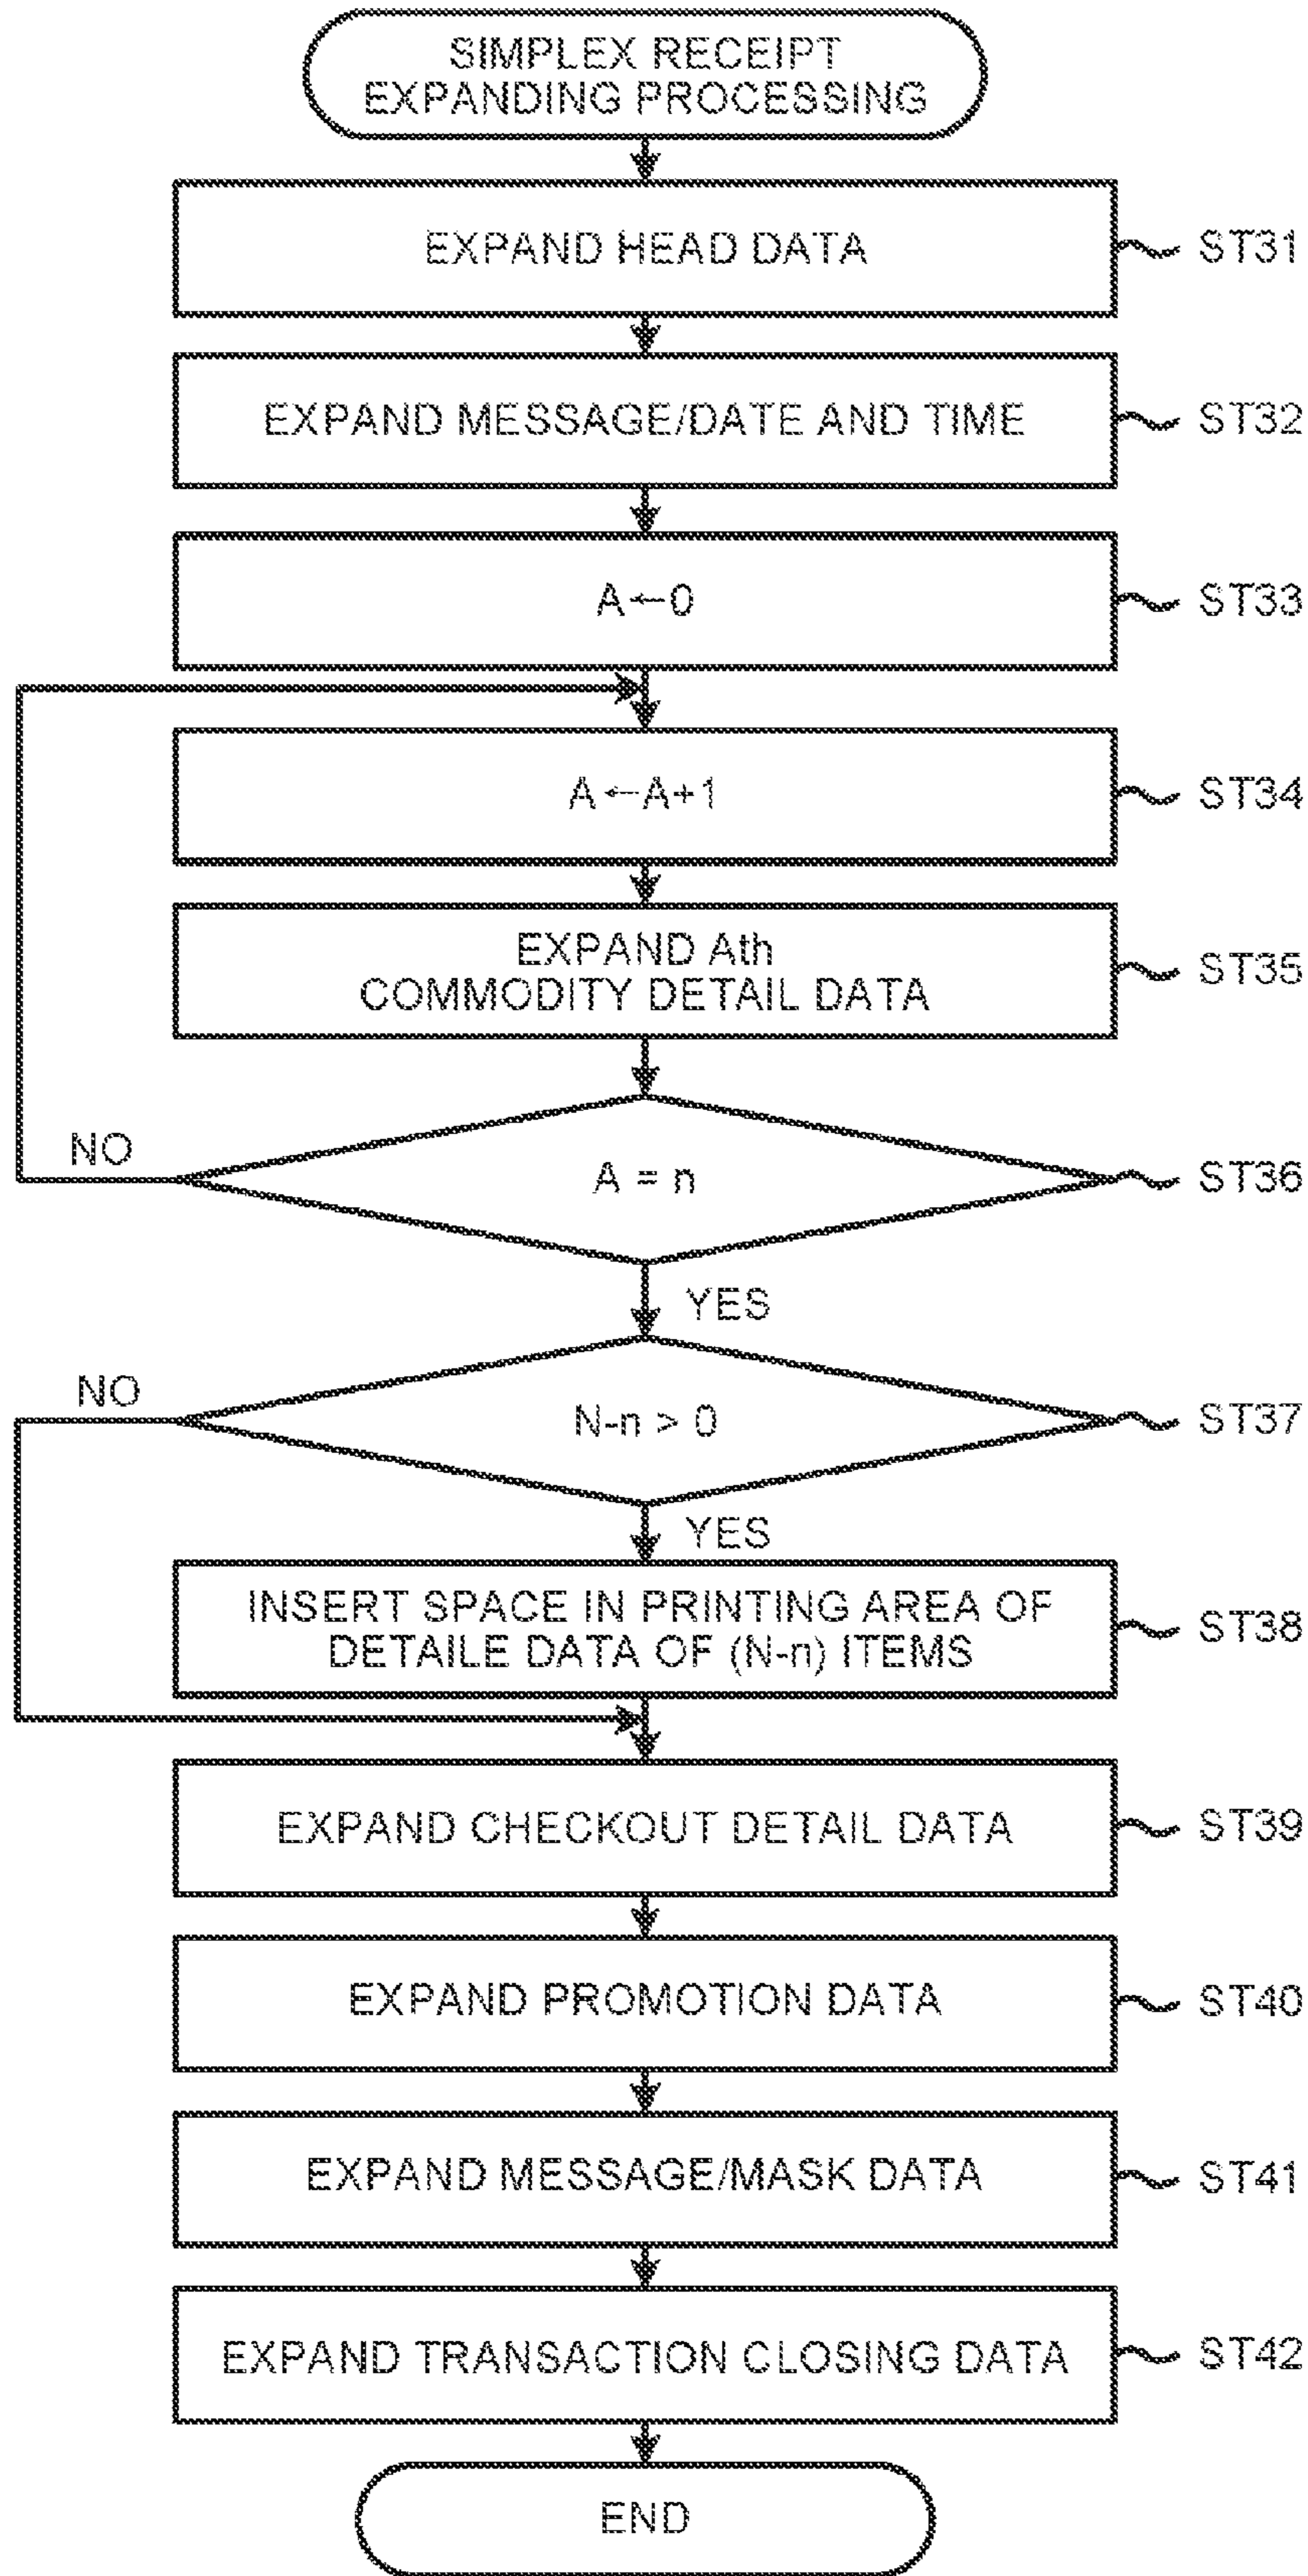 SIMPLEX RECEIPT
EXPANDING PROCESSING
EXPAND HEAD DATA
ST31
EXPAND MESSAGE/DATE AND TIME
ST32
A←0
ST33
A←A+1
ST34
EXPAND Ath
COMMODITY DETAIL DATA
ST35
NO
A = n
ST36
YES
NO
N-n > 0
ST37
YES
INSERT SPACE IN PRINTING AREA OF
DETAILE DATA OF (N-n) ITEMS
ST38
EXPAND CHECKOUT DETAIL DATA
ST39
EXPAND PROMOTION DATA
ST40
EXPAND MESSAGE/MASK DATA
ST41
EXPAND TRANSACTION CLOSING DATA
ST42
END